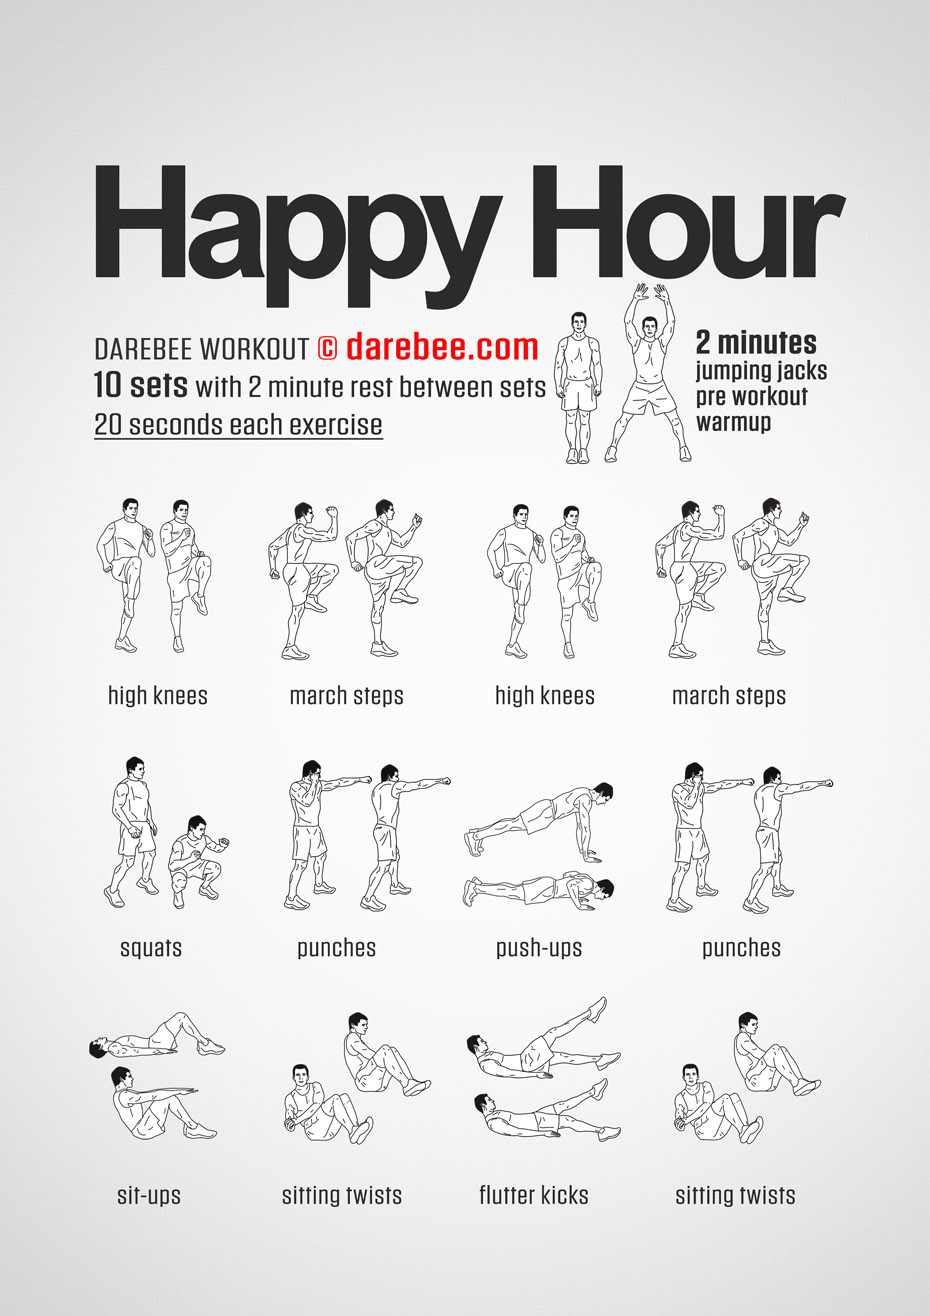 Happy Hour
DAREBEE WORKOUT © darebee.com
10 sets with 2 minute rest between sets
20 seconds each exercise
2 minutes
jumping jacks
pre workout
warmup
high knees
march steps
high knees
march steps
squats
punches
push-ups
punches
sit-ups
sitting twists
flutter kicks
sitting twists